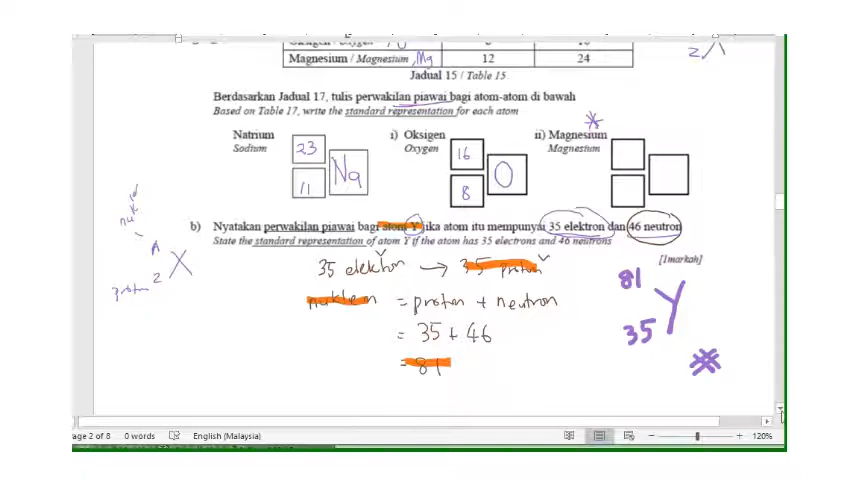 Oksigen / Oxygen , O 8 16
Magnesium / Magnesium , Mg 12 24
Jadual 15 / Table 15
Berdasarkan Jadual 17, tulis perwakilan piawai bagi atom-atom di bawah
Based on Table 17, write the standard representation for each atom
Natrium i) Oksigen ii) Magnesium
Sodium Oxygen Magnesium
23 16
Na O
11 8
b) Nyatakan perwakilan piawai bagi atom Y jika atom itu mempunyai 35 elektron dan 46 neutron
State the standard representation of atom Y if the atom has 35 electrons and 46 neutrons
[1markah]
A
X
proton Z
35 elektron → 35 proton
nukleon = proton + neutron
= 35 + 46
= 81
81
Y
35
age 2 of 8 0 words English (Malaysia) 120%